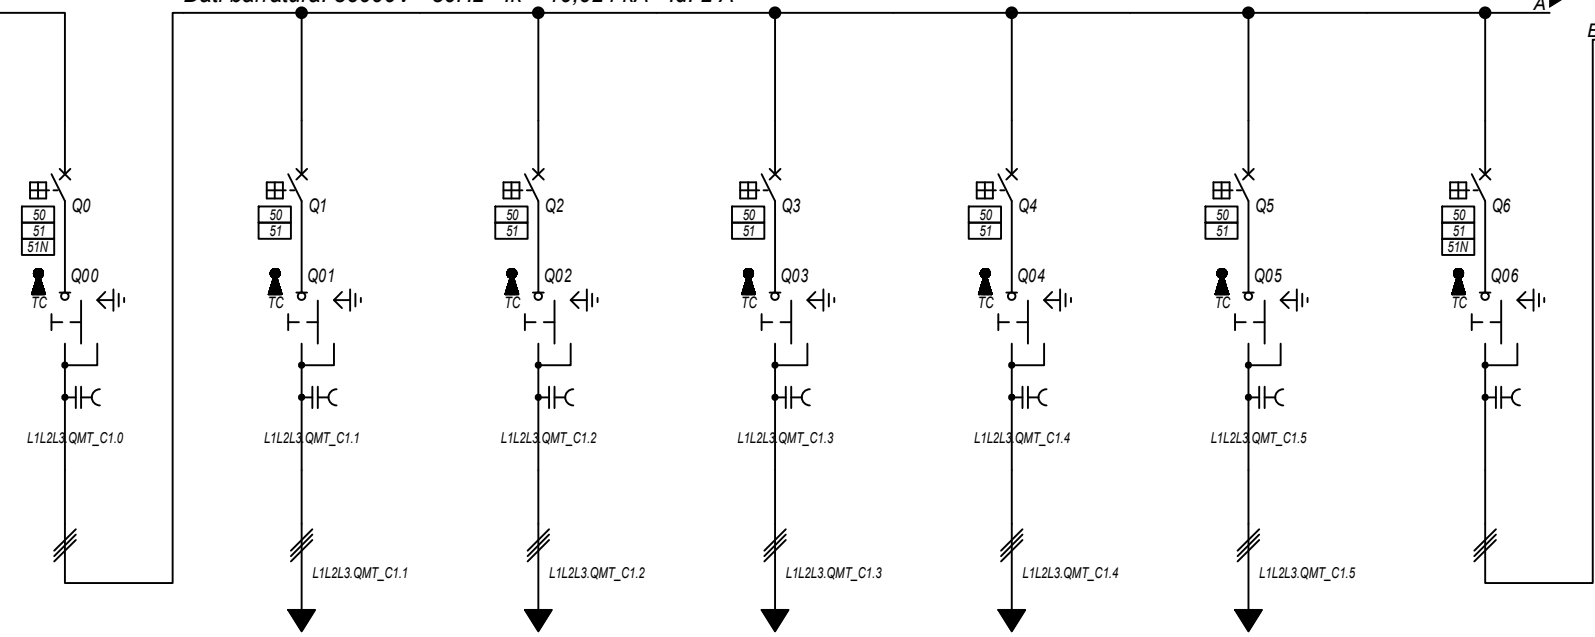 A
Q0 Q1 Q2 Q3 Q4 Q5 Q6
50 50 50 50 50 50 50
51 51 51 51 51 51 51
51N 51N
Q00 Q01 Q02 Q03 Q04 Q05 Q06
TC TC TC TC TC TC TC
L1L2L3.QMT_C1.0 L1L2L3.QMT_C1.1 L1L2L3.QMT_C1.2 L1L2L3.QMT_C1.3 L1L2L3.QMT_C1.4 L1L2L3.QMT_C1.5
L1L2L3.QMT_C1.1 L1L2L3.QMT_C1.2 L1L2L3.QMT_C1.3 L1L2L3.QMT_C1.4 L1L2L3.QMT_C1.5